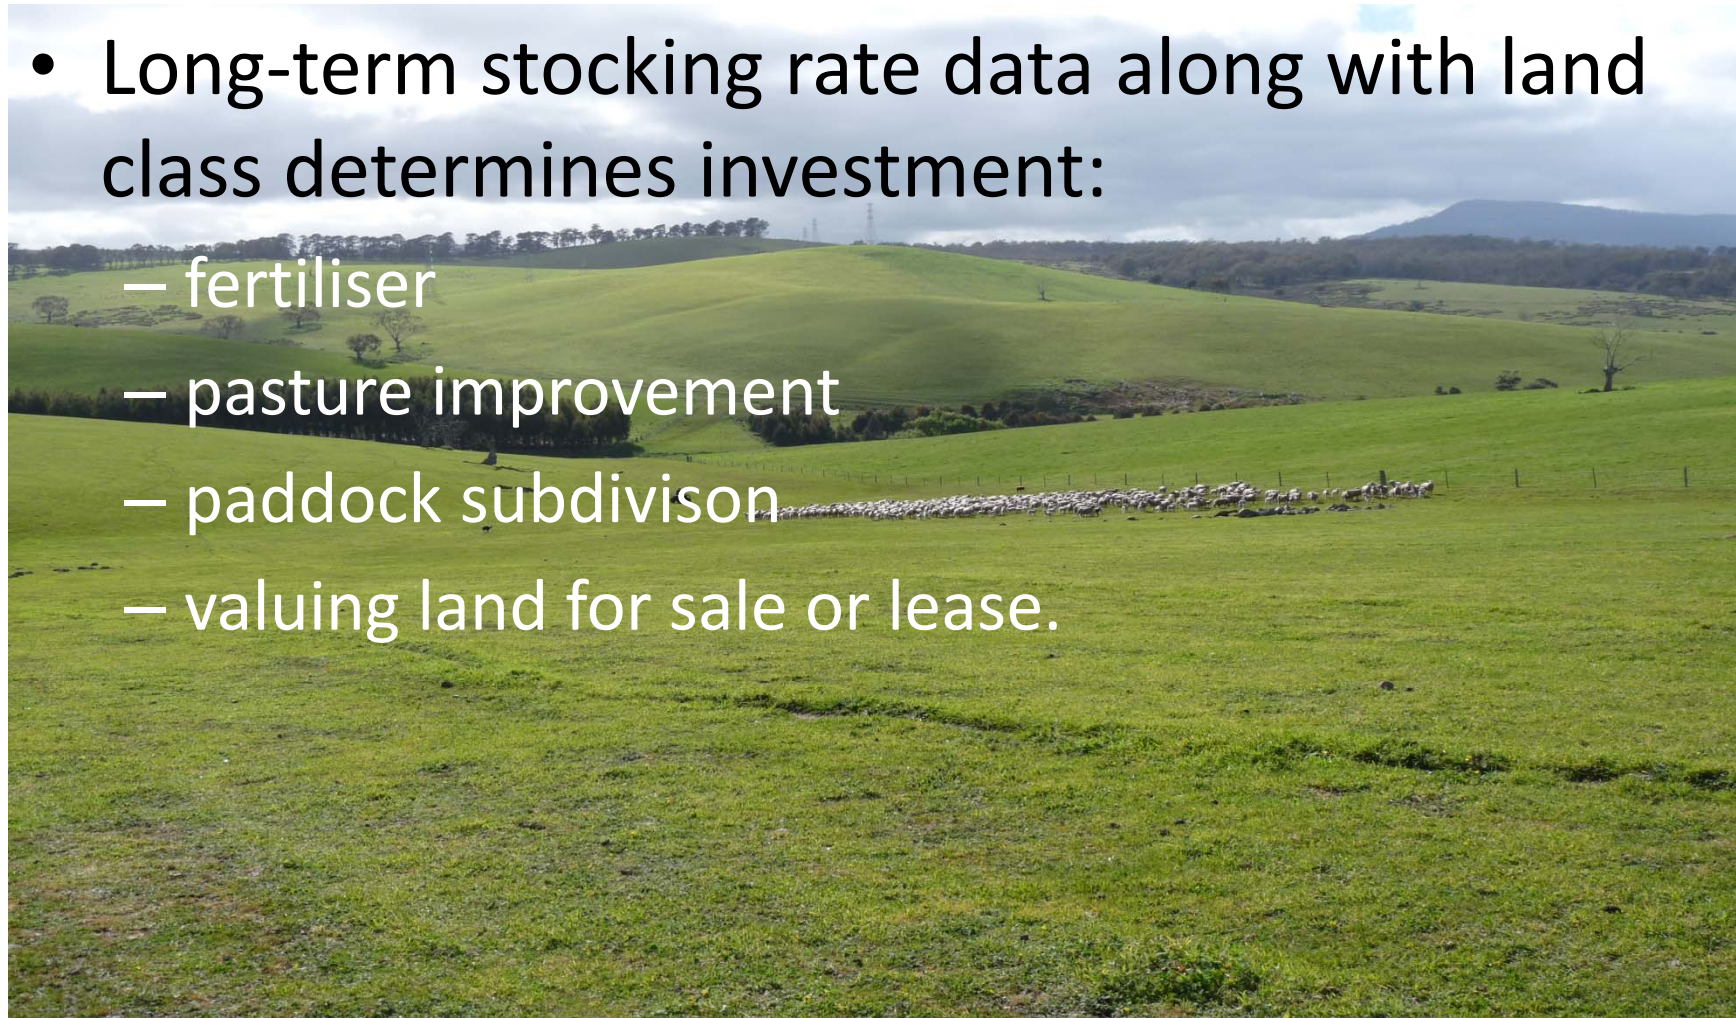 • Long-term stocking rate data along with land
class determines investment:
– fertiliser
– pasture improvement
– paddock subdivison
– valuing land for sale or lease.